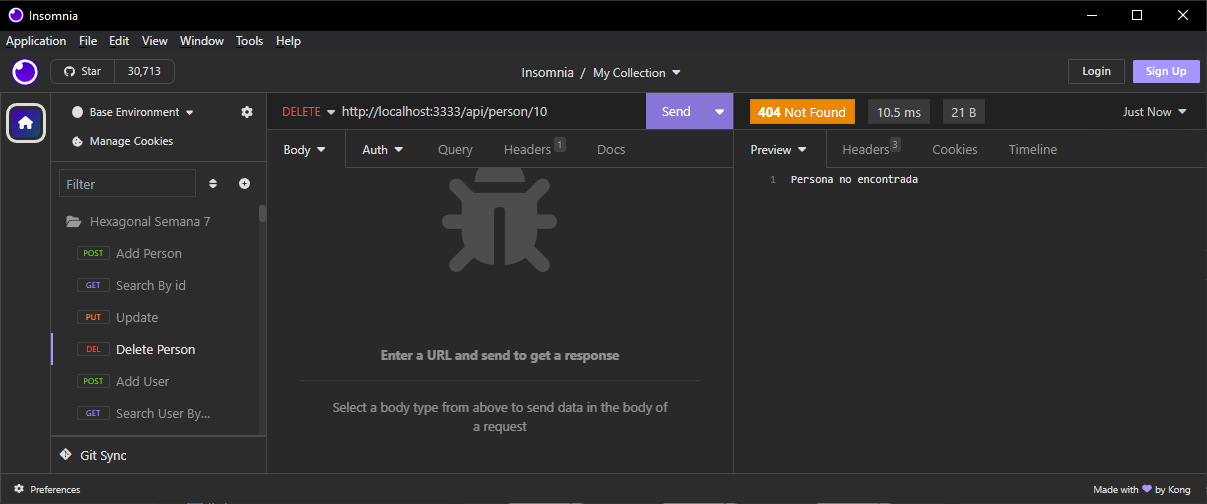 Insomnia
Application File Edit View Window Tools Help
Star 30,713
Insomnia / My Collection
Login Sign Up
Base Environment
Manage Cookies
Filter
Hexagonal Semana 7
POST Add Person
GET Search By id
PUT Update
DEL Delete Person
POST Add User
GET Search User By...
Git Sync
DELETE http://localhost:3333/api/person/10 Send
Body Auth Query Headers 1 Docs
Enter a URL and send to get a response
Select a body type from above to send data in the body of
a request
404 Not Found 10.5 ms 21 B Just Now
Preview Headers 3 Cookies Timeline
1 Persona no encontrada
Preferences
Made with by Kong